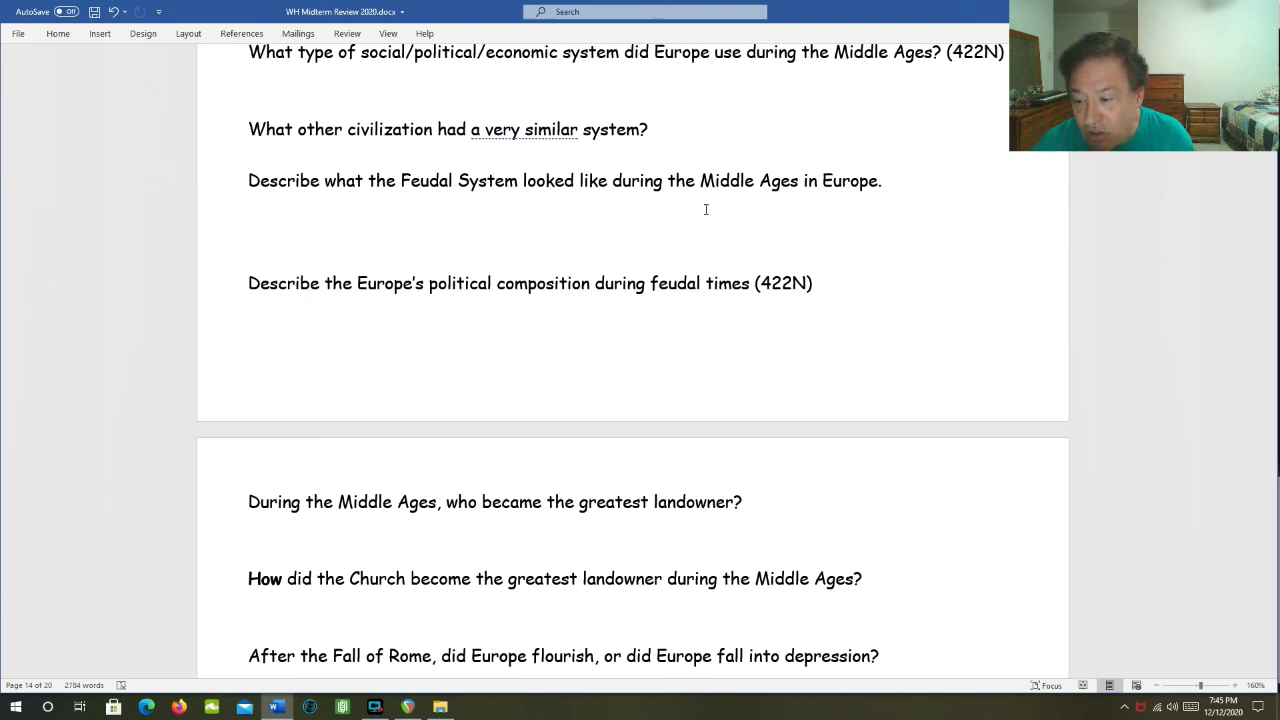 AutoSave Off WH Midterm Review 2020.docx Search
File Home Insert Design Layout References Mailings Review View Help
What type of social/political/economic system did Europe use during the Middle Ages? (422N)
What other civilization had a very similar system?
Describe what the Feudal System looked like during the Middle Ages in Europe.
Describe the Europe's political composition during feudal times (422N)
During the Middle Ages, who became the greatest landowner?
How did the Church become the greatest landowner during the Middle Ages?
After the Fall of Rome, did Europe flourish, or did Europe fall into depression?
Page 14 of 20 2784 words Focus 160%
7:45 PM
12/12/2020